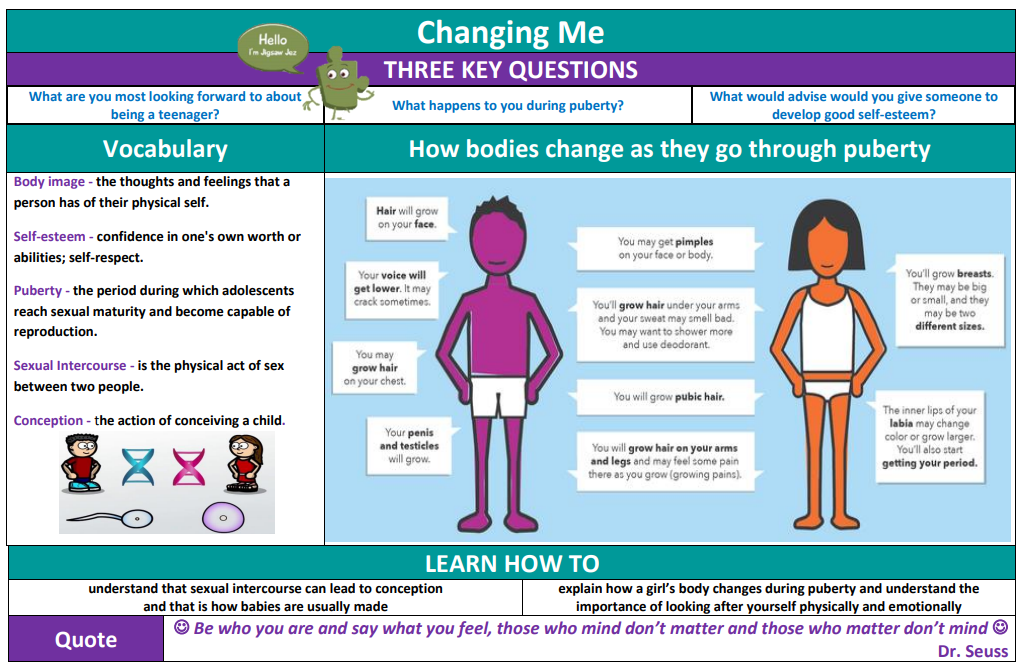 Changing Me
Hello
I'm Jigsaw Jez
THREE KEY QUESTIONS
What are you most looking forward to about
being a teenager?
What happens to you during puberty?
What would advise would you give someone to
develop good self-esteem?
Vocabulary
Body image - the thoughts and feelings that a
person has of their physical self.
Self-esteem - confidence in one's own worth or
abilities; self-respect.
Puberty - the period during which adolescents
reach sexual maturity and become capable of
reproduction.
Sexual Intercourse - is the physical act of sex
between two people.
Conception - the action of conceiving a child.
How bodies change as they go through puberty
Hair will grow
on your face.
Your voice will
get lower. It may
crack sometimes.
You may
grow hair
on your chest.
Your penis
and testicles
will grow.
You may get pimples
on your face or body.
You'll grow hair under your arms
and your sweat may smell bad.
You may want to shower more
and use deodorant.
You will grow pubic hair.
You will grow hair on your arms
and legs and may feel some pain
there as you grow (growing pains).
You'll grow breasts.
They may be big
or small, and they
may be two
different sizes.
The inner lips of your
labia may change
color or grow larger.
You'll also start
getting your period.
LEARN HOW TO
understand that sexual intercourse can lead to conception
and that is how babies are usually made
explain how a girl's body changes during puberty and understand the
importance of looking after yourself physically and emotionally
Quote
☺ Be who you are and say what you feel, those who mind don't matter and those who matter don't mind ☺
Dr. Seuss